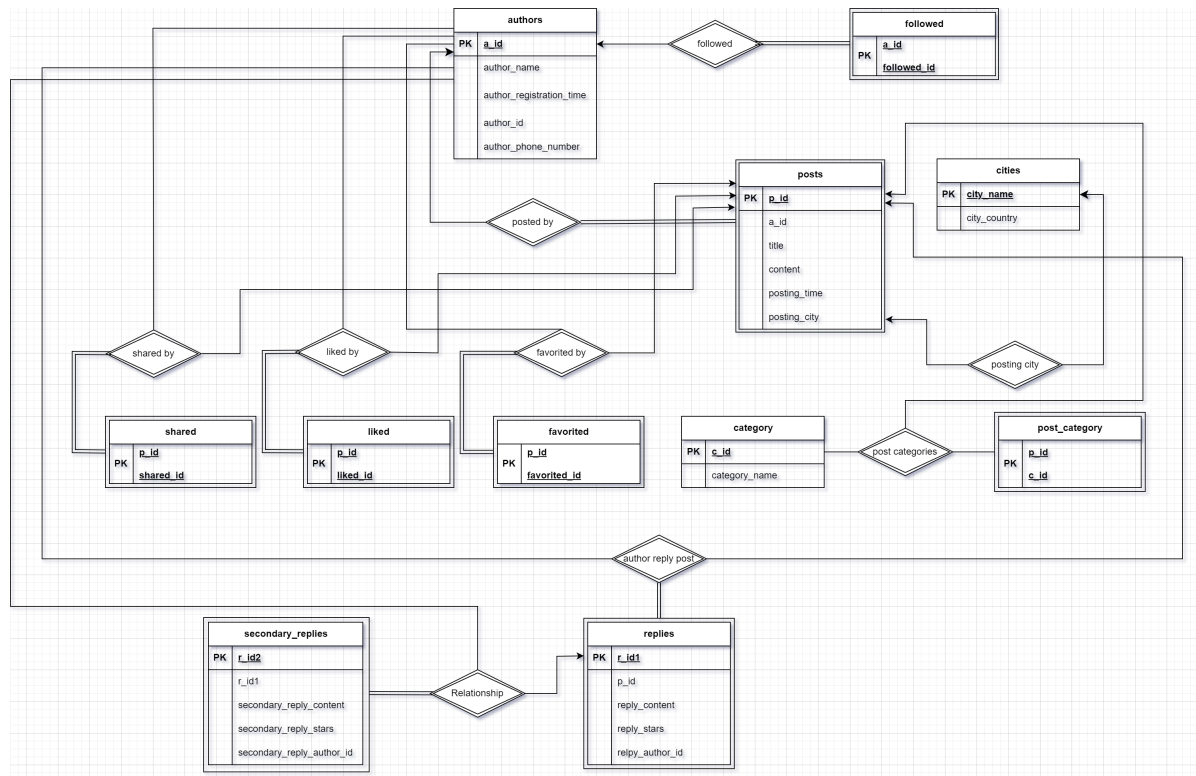 authors
PK a_id
author_name
author_registration_time
author_id
author_phone_number
followed
followed
PK
a_id
followed_id
posts
PK p_id
a_id
title
content
posting_time
posting_city
cities
PK city_name
city_country
posted by
shared by
liked by
favorited by
posting city
shared
PK
p_id
shared_id
liked
PK
p_id
liked_id
favorited
PK
p_id
favorited_id
category
PK c_id
category_name
post categories
post_category
PK
p_id
c_id
author reply post
secondary_replies
PK r_id2
r_id1
secondary_reply_content
secondary_reply_stars
secondary_reply_author_id
Relationship
replies
PK r_id1
p_id
reply_content
reply_stars
relpy_author_id